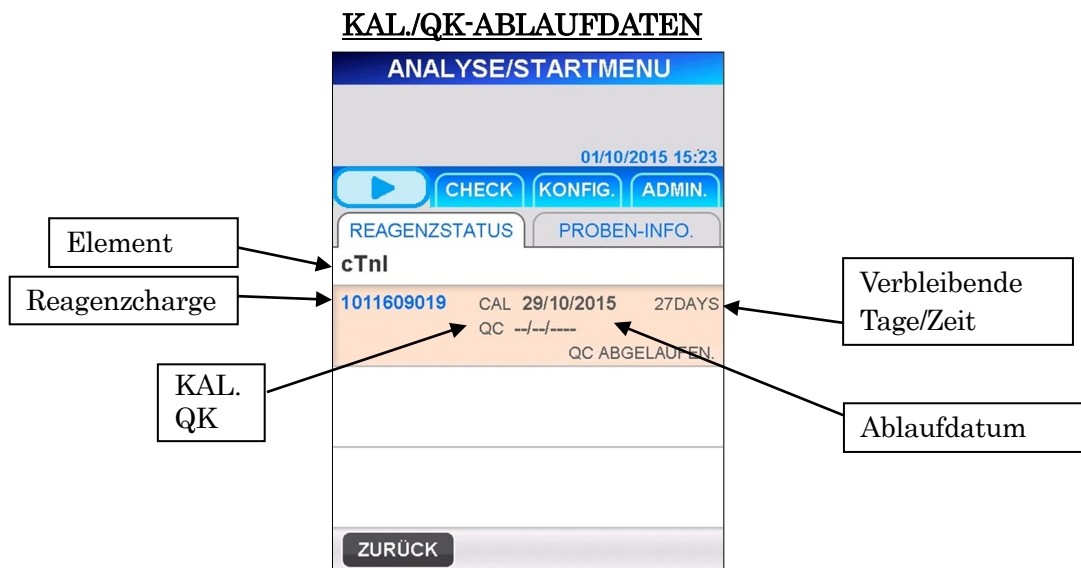 KAL./QK-ABLAUFDATEN
ANALYSE/STARTMENU
01/10/2015 15:23
CHECK KONFIG. ADMIN.
REAGENZSTATUS PROBEN-INFO.
Element
cTnI
Reagenzcharge
1011609019 CAL 29/10/2015 27DAYS
Verbleibende
Tage/Zeit
QC --/--/----
QC ABGELAUFEN.
KAL.
QK
Ablaufdatum
ZURÜCK